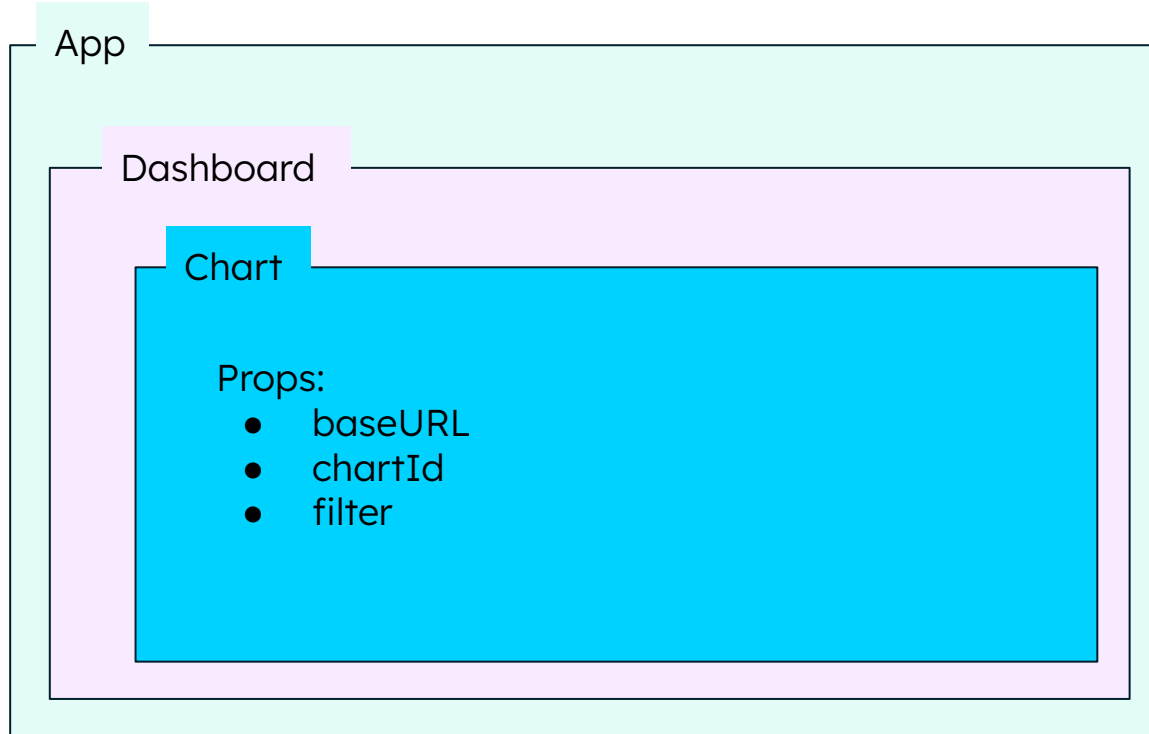 App
Dashboard
Chart
Props:
● baseURL
● chartId
● filter